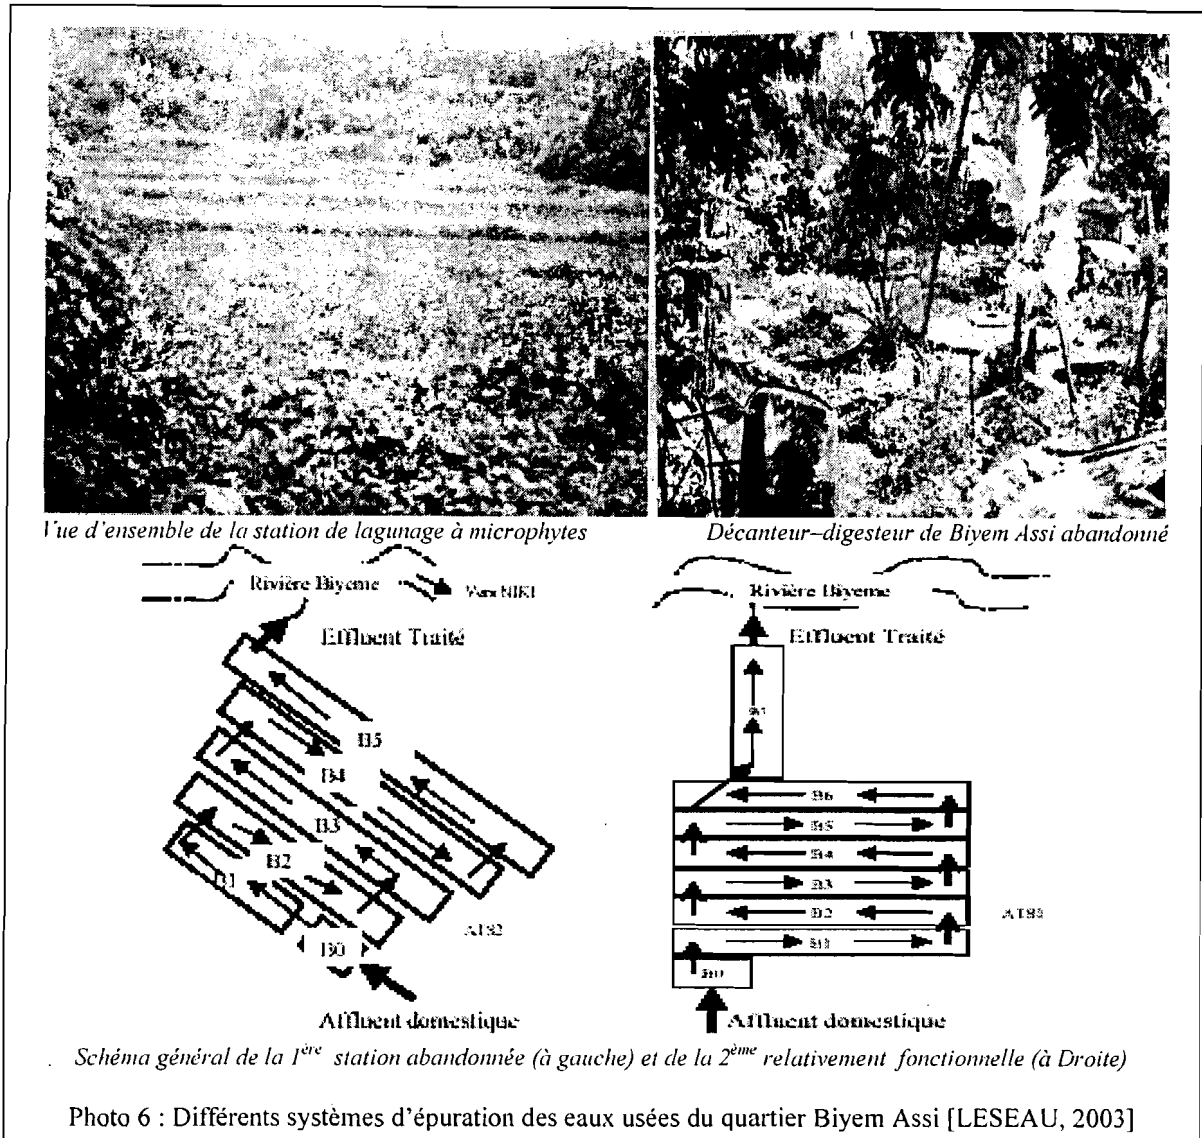 Vue d'ensemble de la station de lagunage à microphytes
Décanteur–digesteur de Biyem Assi abandonné
Rivière Biyeme
Effluent Traité
B5
B4
B3
B2
B1
B0
Affluent domestique
Rivière Biyeme
Effluent Traité
B6
B5
B4
B3
B2
B1
B0
Affluent domestique
Schéma général de la 1ère station abandonnée (à gauche) et de la 2ème relativement fonctionnelle (à Droite)
Photo 6 : Différents systèmes d'épuration des eaux usées du quartier Biyem Assi [LESEAU, 2003]